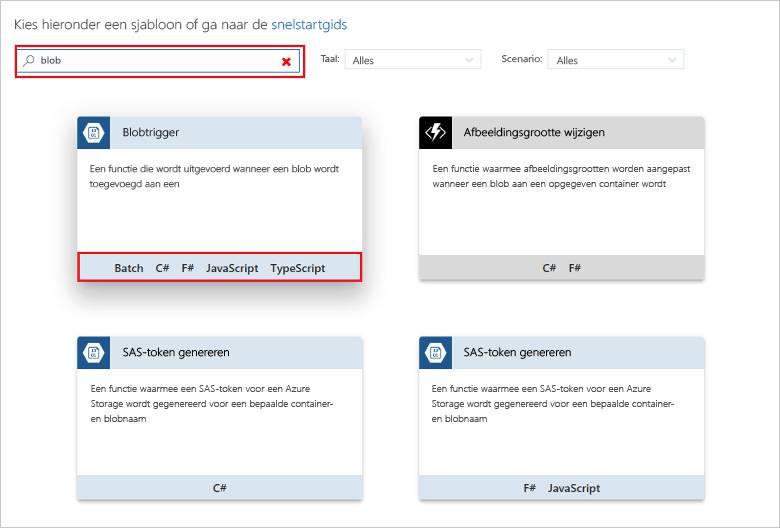 Kies hieronder een sjabloon of ga naar de snelstartgids
blob
Taal: Alles
Scenario: Alles
Blobtrigger
Een functie die wordt uitgevoerd wanneer een blob wordt
toegevoegd aan een
Batch C# F# JavaScript TypeScript
Afbeeldingsgrootte wijzigen
Een functie waarmee afbeeldingsgrootten worden aangepast
wanneer een blob aan een opgegeven container wordt
C# F#
SAS-token genereren
Een functie waarmee een SAS-token voor een Azure
Storage wordt gegenereerd voor een bepaalde container-
en blobnaam
C#
SAS-token genereren
Een functie waarmee een SAS-token voor een Azure
Storage wordt gegenereerd voor een bepaalde container-
en blobnaam
F# JavaScript